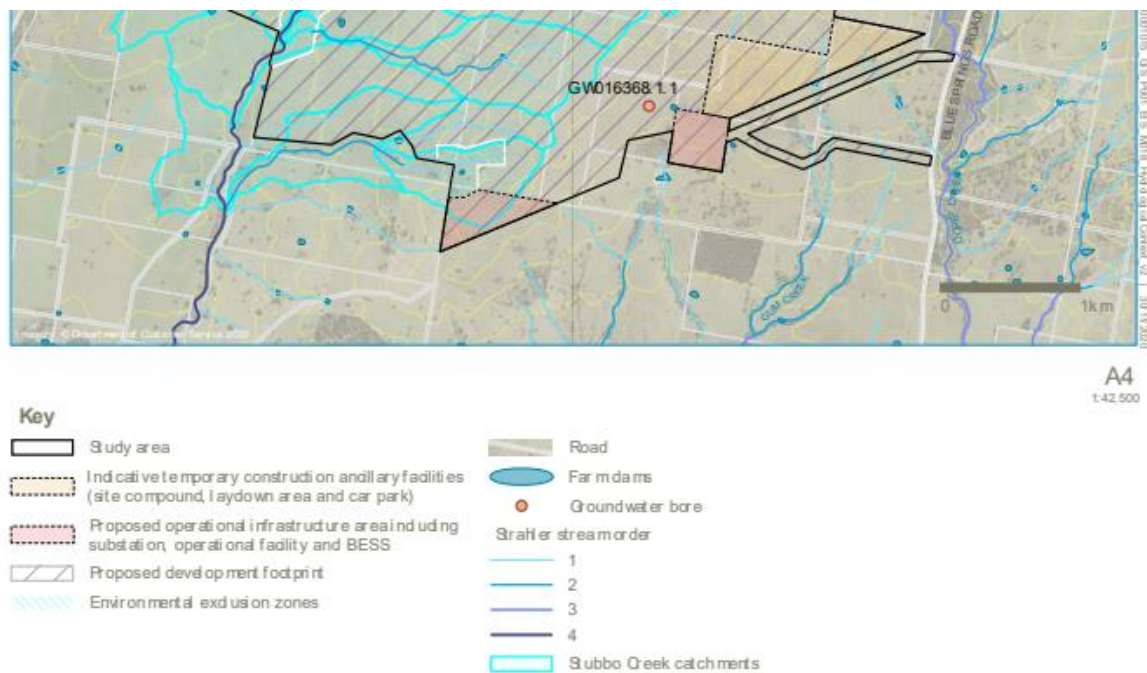 GW016368.1.1
BLUE SPRINGS ROAD
GUM CREEK
0 1km
A4
1:42,500
Key
Study area
Indicative temporary construction ancillary facilities
(site compound, laydown area and car park)
Proposed operational infrastructure area including
substation, operational facility and BESS
Proposed development footprint
Environmental exclusion zones
Road
Farm dams
Groundwater bore
Strahler stream order
1
2
3
4
Stubbo Creek catchments